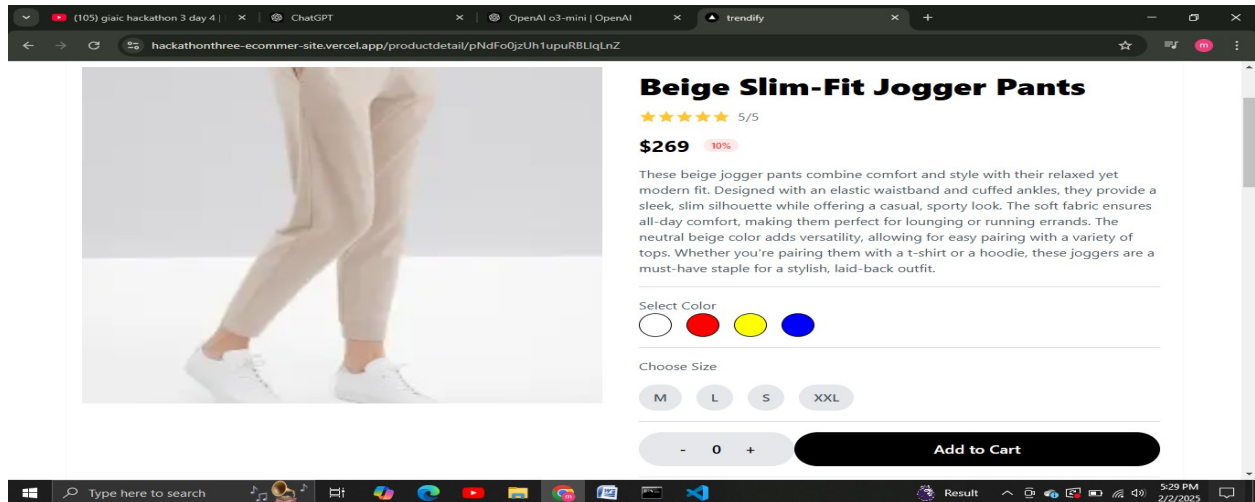 (105) giaic hackathon 3 day 4 |
ChatGPT
OpenAI o3-mini | OpenAI
trendify
hackathonthree-ecommer-site.vercel.app/productdetail/pNdFo0jzUh1upuRBLlqLnZ
m
Beige Slim-Fit Jogger Pants
5/5
$269 10%
These beige jogger pants combine comfort and style with their relaxed yet
modern fit. Designed with an elastic waistband and cuffed ankles, they provide a
sleek, slim silhouette while offering a casual, sporty look. The soft fabric ensures
all-day comfort, making them perfect for lounging or running errands. The
neutral beige color adds versatility, allowing for easy pairing with a variety of
tops. Whether you're pairing them with a t-shirt or a hoodie, these joggers are a
must-have staple for a stylish, laid-back outfit.
Select Color
Choose Size
M L S XXL
- 0 + Add to Cart
Type here to search
Result
5:29 PM
2/2/2025